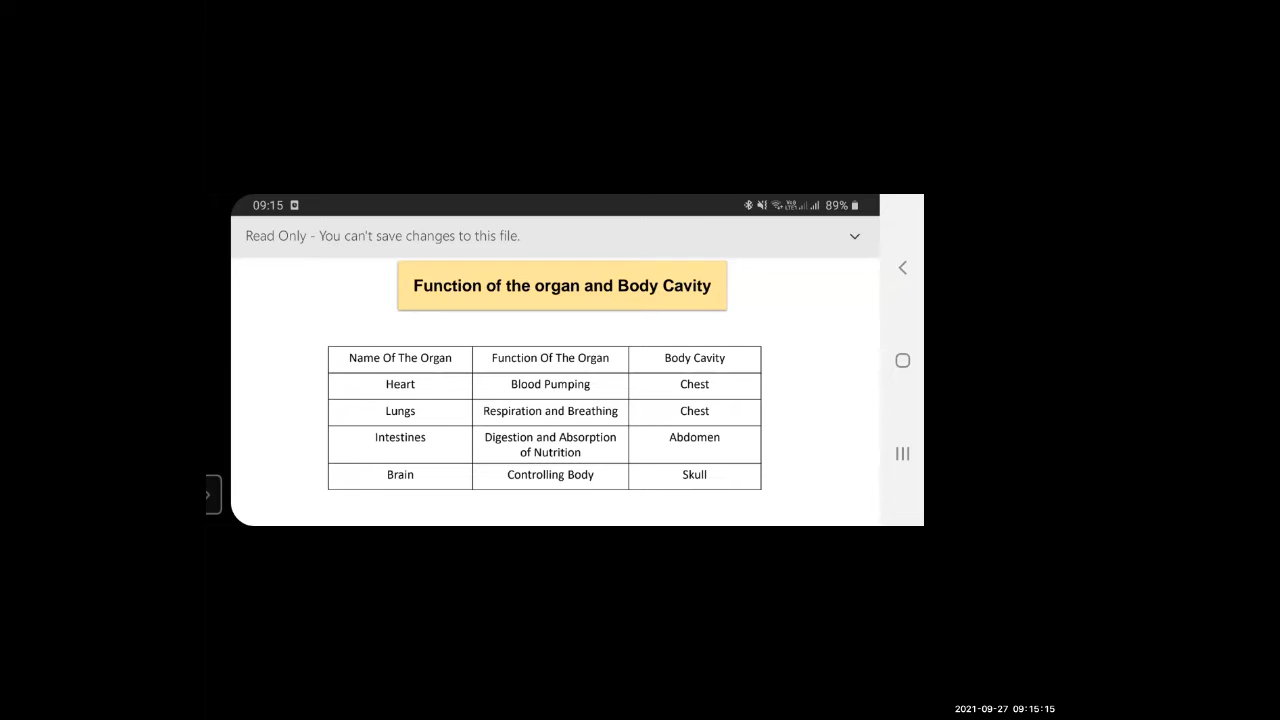 09:15 89%
Read Only - You can't save changes to this file.
Function of the organ and Body Cavity
Name Of The Organ Function Of The Organ Body Cavity
Heart Blood Pumping Chest
Lungs Respiration and Breathing Chest
Intestines Digestion and Absorption Abdomen
of Nutrition
Brain Controlling Body Skull
2021-09-27 09:15:15